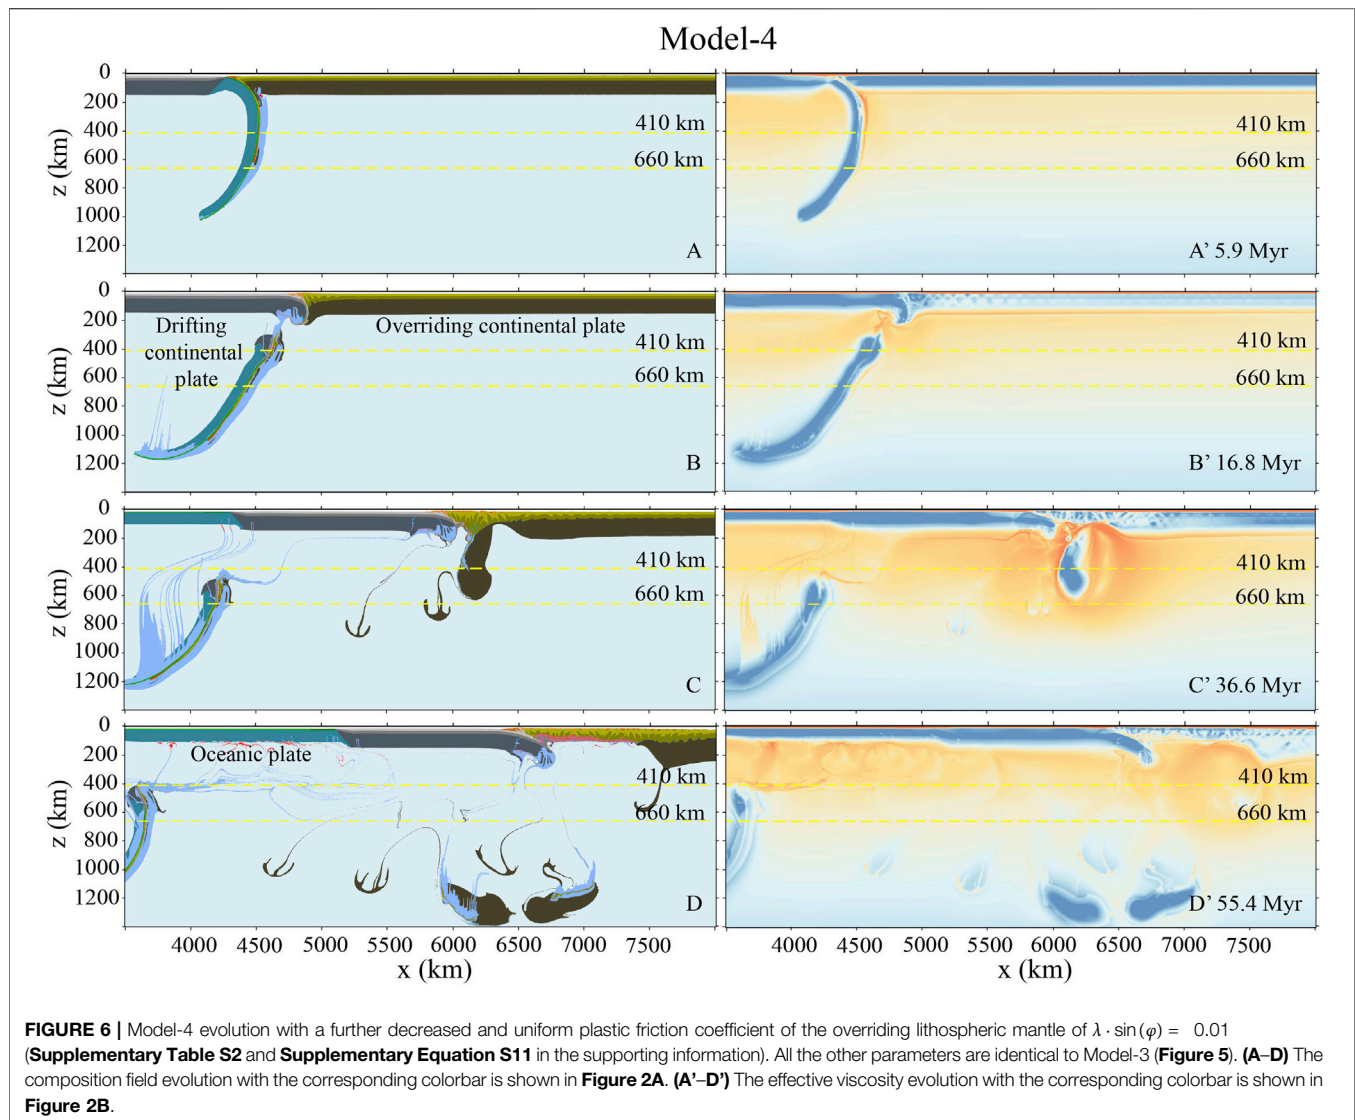 Model-4
0
200
400
600
800
1000
1200
z (km)
410 km
660 km
A
A' 5.9 Myr
0
200
400
600
800
1000
1200
z (km)
Drifting
continental
plate
Overriding continental plate
410 km
660 km
B
410 km
660 km
B' 16.8 Myr
0
200
400
600
800
1000
1200
z (km)
410 km
660 km
C
410 km
660 km
C' 36.6 Myr
0
200
400
600
800
1000
1200
z (km)
Oceanic plate
410 km
660 km
D
410 km
660 km
D' 55.4 Myr
410 km
660 km
4000 4500 5000 5500 6000 6500 7000 7500
x (km)
4000 4500 5000 5500 6000 6500 7000 7500
x (km)
FIGURE 6 | Model-4 evolution with a further decreased and uniform plastic friction coefficient of the overriding lithospheric mantle of λ · sin(φ) = 0.01
(Supplementary Table S2 and Supplementary Equation S11 in the supporting information). All the other parameters are identical to Model-3 (Figure 5). (A–D) The
composition field evolution with the corresponding colorbar is shown in Figure 2A. (A'–D') The effective viscosity evolution with the corresponding colorbar is shown in
Figure 2B.